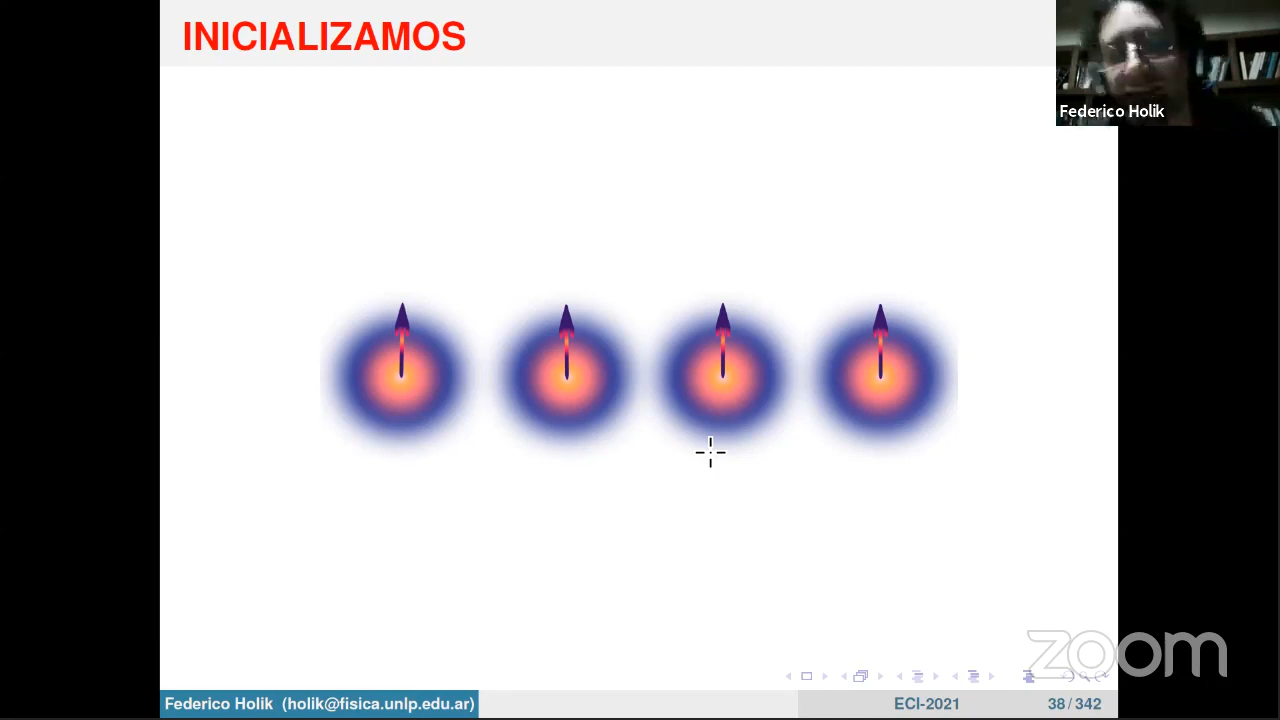 INICIALIZAMOS
Federico Holik
zoom
Federico Holik (holik@fisica.unlp.edu.ar)
ECI-2021
38 / 342